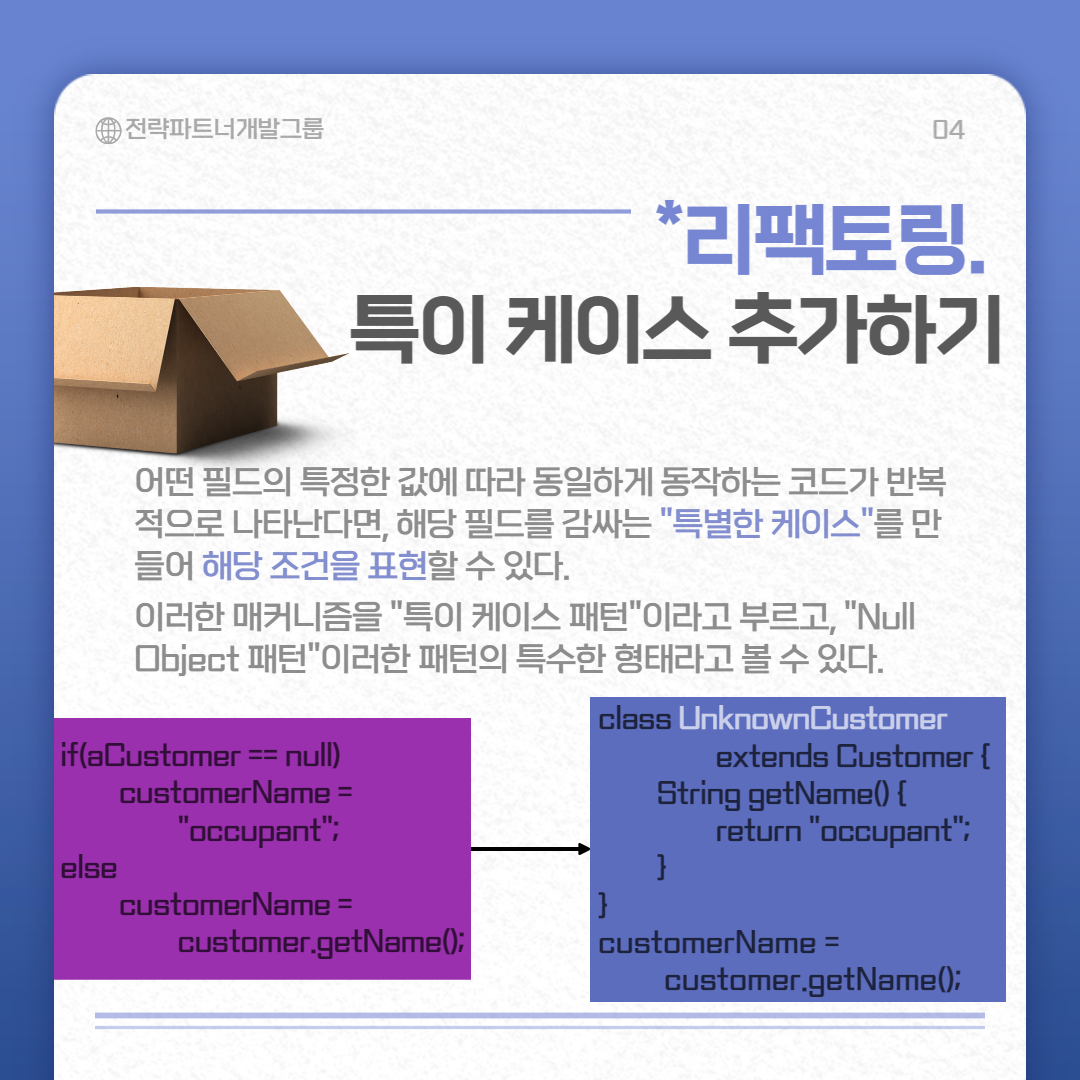 전략파트너개발그룹
04
*리팩토링.
특이 케이스 추가하기
어떤 필드의 특정한 값에 따라 동일하게 동작하는 코드가 반복
적으로 나타난다면, 해당 필드를 감싸는 "특별한 케이스"를 만
들어 해당 조건을 표현할 수 있다.
이러한 매커니즘을 "특이 케이스 패턴"이라고 부르고, "Null
Object 패턴"이러한 패턴의 특수한 형태라고 볼 수 있다.
if(aCustomer == null)
customerName =
"occupant";
else
customerName =
customer.getName();
class UnknownCustomer
extends Customer {
String getName() {
return "occupant";
}
}
customerName =
customer.getName();